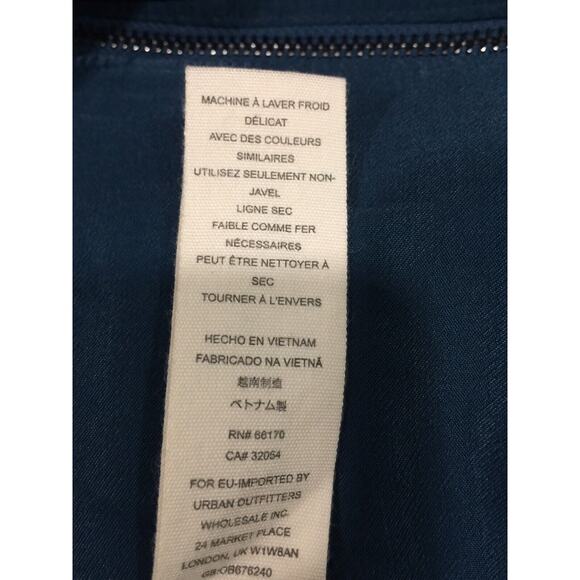 MACHINE À LAVER FROID
DÉLICAT
AVEC DES COULEURS
SIMILAIRES
UTILISEZ SEULEMENT NON-
JAVEL
LIGNE SEC
FAIBLE COMME FER
NÉCESSAIRES
PEUT ÊTRE NETTOYER À
SEC
TOURNER À L'ENVERS
HECHO EN VIETNAM
FABRICADO NA VIETNÃ
越南制造
ベトナム製
RN# 66170
CA# 32054
FOR EU-IMPORTED BY
URBAN OUTFITTERS
WHOLESALE INC.
24 MARKET PLACE
LONDON, UK W1W8AN
GB:OB676240